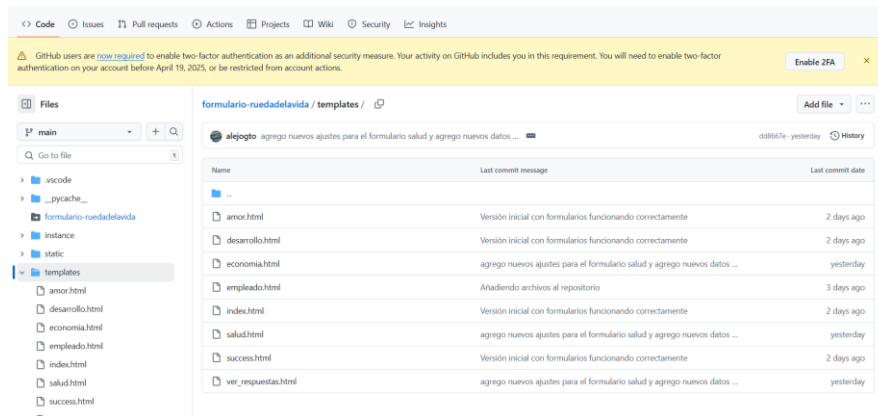 Code Issues Pull requests Actions Projects Wiki Security Insights
GitHub users are now required to enable two-factor authentication as an additional security measure. Your activity on GitHub includes you in this requirement. You will need to enable two-factor
authentication on your account before April 19, 2025, or be restricted from account actions.
Enable 2FA
Files
main
Go to file
.vscode
__pycache__
formulario-ruedadelavida
instance
static
templates
amor.html
desarrollo.html
economia.html
empleado.html
index.html
salud.html
success.html
formulario-ruedadelavida / templates /
Add file
alejogto agrego nuevos ajustes para el formulario salud y agrego nuevos datos ...
dd8667e · yesterday History
Name Last commit message Last commit date
..
amor.html Versión inicial con formularios funcionando correctamente 2 days ago
desarrollo.html Versión inicial con formularios funcionando correctamente 2 days ago
economia.html agrego nuevos ajustes para el formulario salud y agrego nuevos datos ... yesterday
empleado.html Añadiendo archivos al repositorio 3 days ago
index.html Versión inicial con formularios funcionando correctamente 2 days ago
salud.html agrego nuevos ajustes para el formulario salud y agrego nuevos datos ... yesterday
success.html Versión inicial con formularios funcionando correctamente 2 days ago
ver_respuestas.html agrego nuevos ajustes para el formulario salud y agrego nuevos datos ... yesterday